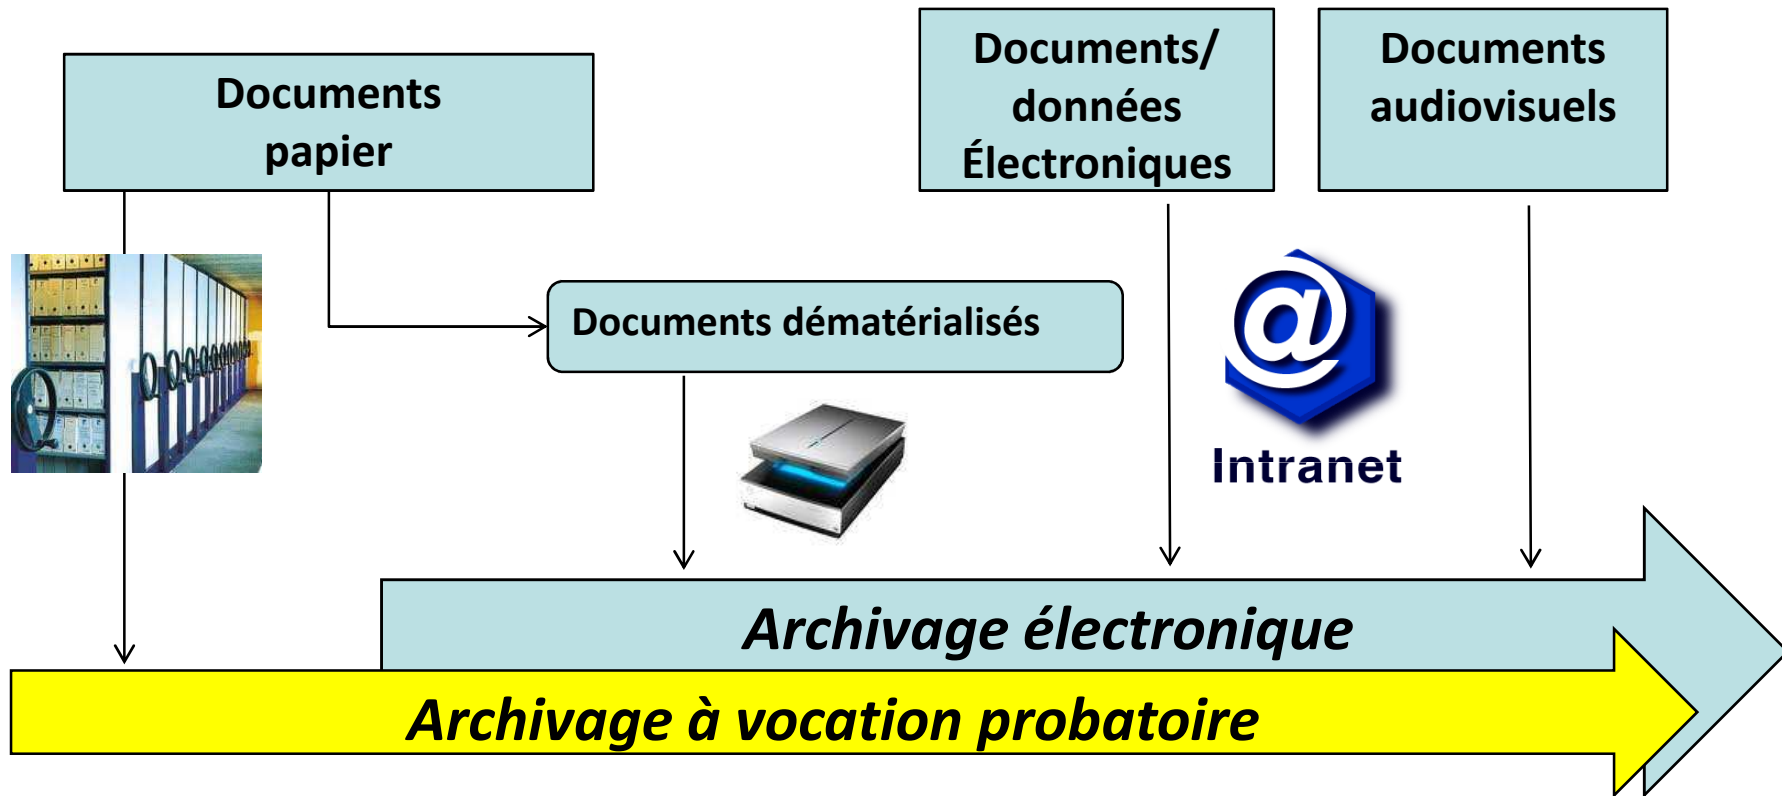 Documents
papier
Documents/
données
Électroniques
Documents
audiovisuels
Documents dématérialisés
@
Intranet
Archivage électronique
Archivage à vocation probatoire